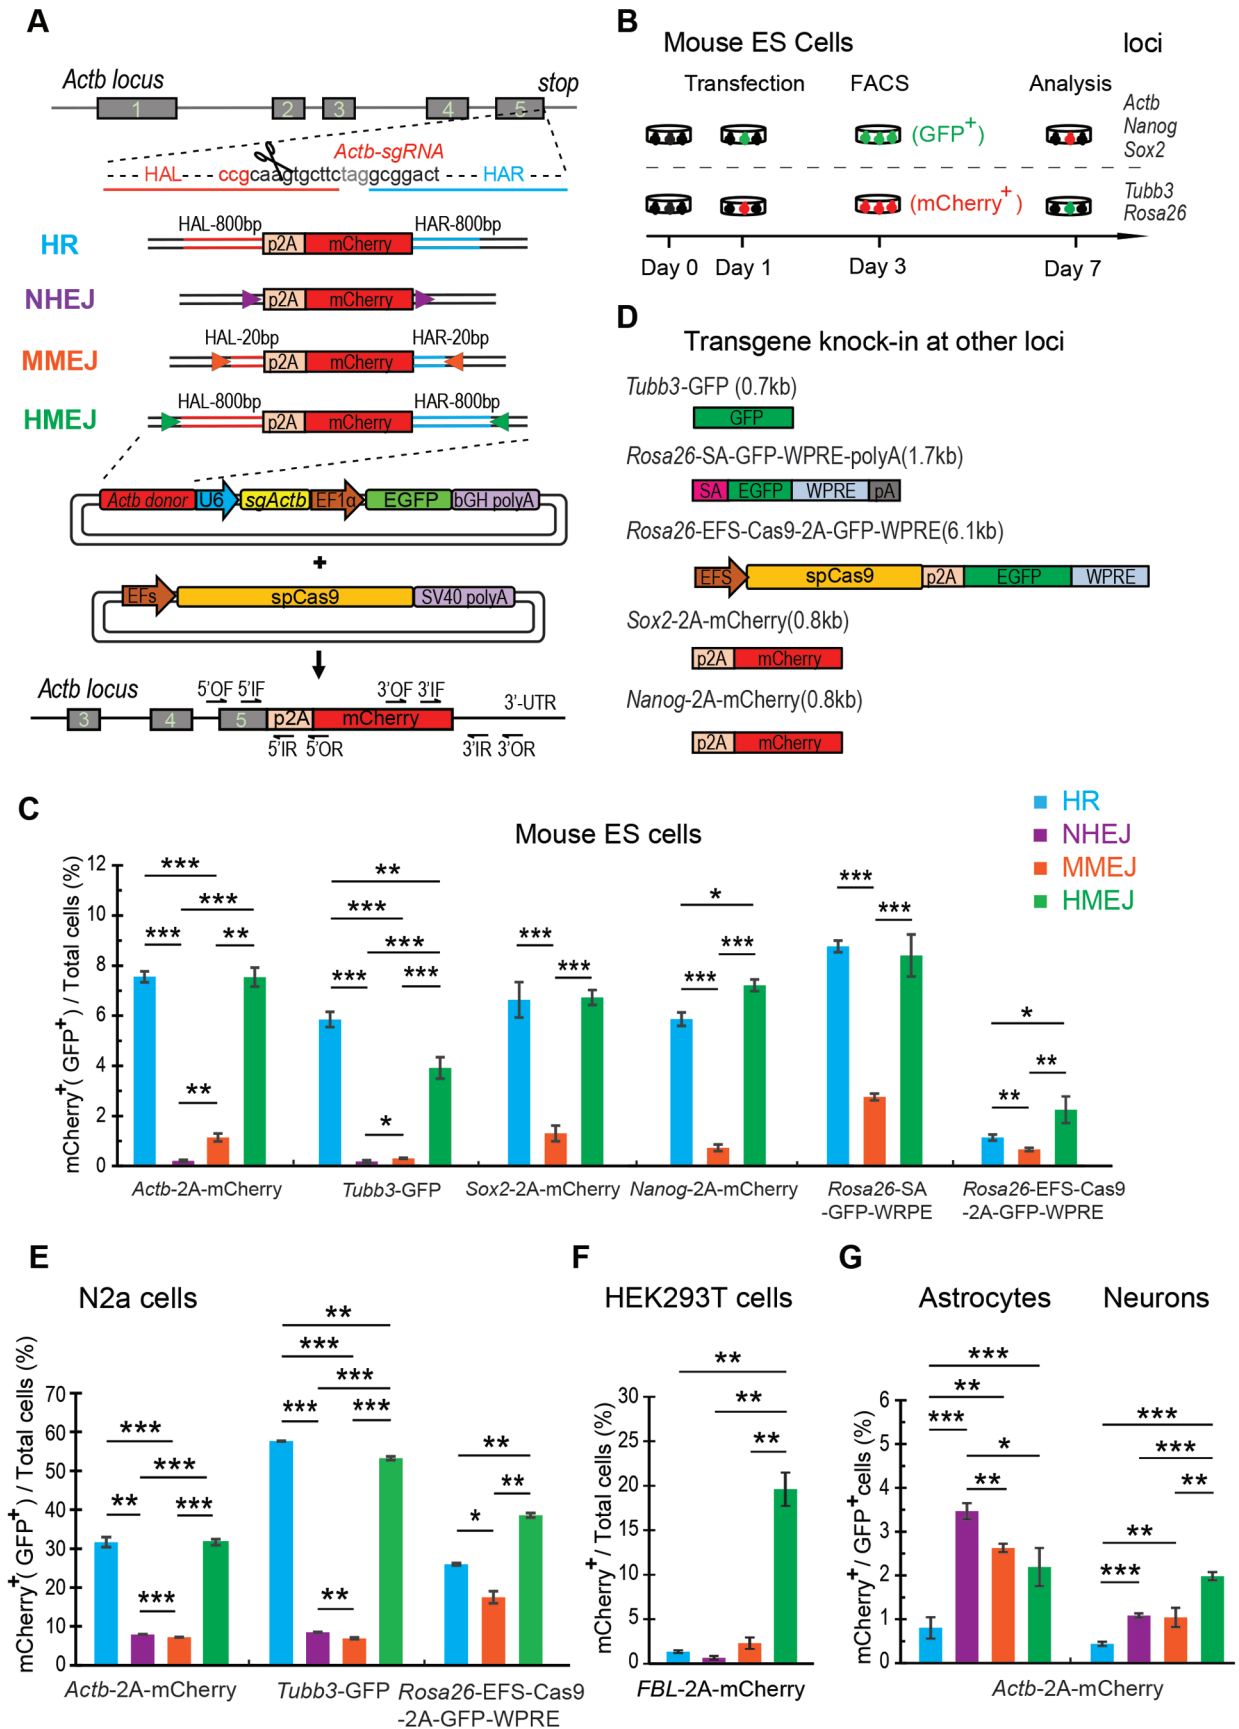 A
Actb locus
stop
1
2
3
4
5
Actb-sgRNA
HAL
ccgcaagtgcttctaggcggact
HAR
HAL-800bp
HAR-800bp
HR
p2A
mCherry
NHEJ
p2A
mCherry
HAL-20bp
HAR-20bp
MMEJ
p2A
mCherry
HAL-800bp
HAR-800bp
HMEJ
p2A
mCherry
Actb donor
U6
sgActb
EF1α
EGFP
bGH polyA
+
EFs
spCas9
SV40 polyA
Actb locus
5'OF
5'IF
3'OF
3'IF
3'-UTR
3
4
5
p2A
mCherry
5'IR
5'OR
3'IR
3'OR
B
Mouse ES Cells
loci
Transfection
FACS
Analysis
(GFP+)
Actb
Nanog
Sox2
(mCherry+)
Tubb3
Rosa26
Day 0
Day 1
Day 3
Day 7
D
Transgene knock-in at other loci
Tubb3-GFP (0.7kb)
GFP
Rosa26-SA-GFP-WPRE-polyA(1.7kb)
SA
EGFP
WPRE
pA
Rosa26-EFS-Cas9-2A-GFP-WPRE(6.1kb)
EFS
spCas9
p2A
EGFP
WPRE
Sox2-2A-mCherry(0.8kb)
p2A
mCherry
Nanog-2A-mCherry(0.8kb)
p2A
mCherry
C
Mouse ES cells
HR
NHEJ
MMEJ
HMEJ
mCherry+( GFP+) / Total cells (%)
12
10
8
6
4
2
0
***
***
***
**
**
**
***
***
***
***
*
***
***
*
***
***
***
***
*
**
**
Actb-2A-mCherry
Tubb3-GFP
Sox2-2A-mCherry
Nanog-2A-mCherry
Rosa26-SA
-GFP-WRPE
Rosa26-EFS-Cas9
-2A-GFP-WPRE
E
N2a cells
mCherry+( GFP+) / Total cells (%)
70
60
50
40
30
20
10
0
***
***
**
***
***
**
***
***
***
***
**
**
**
*
Actb-2A-mCherry
Tubb3-GFP
Rosa26-EFS-Cas9
-2A-GFP-WPRE
F
HEK293T cells
mCherry+ / Total cells (%)
30
25
20
15
10
5
0
**
**
**
FBL-2A-mCherry
G
Astrocytes
Neurons
mCherry+ / GFP+cells (%)
6
5
4
3
2
1
0
***
**
***
*
**
***
***
**
**
***
Actb-2A-mCherry